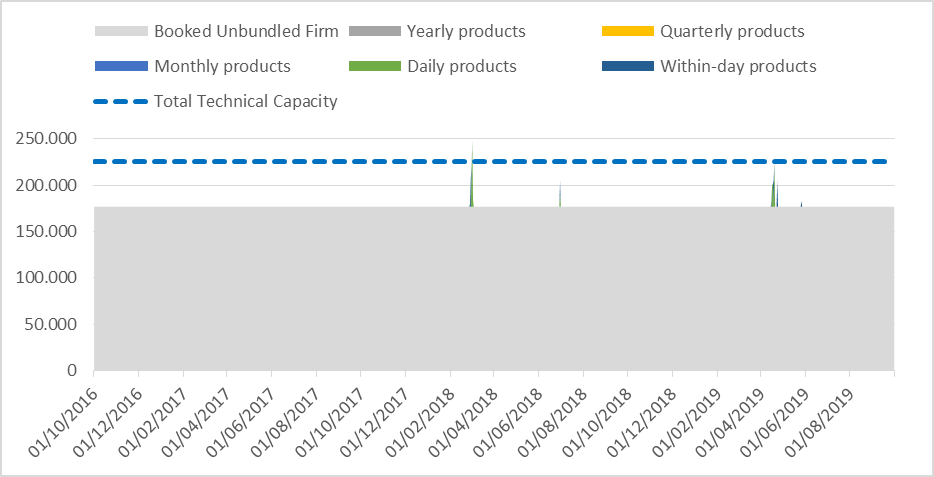 Booked Unbundled Firm Yearly products Quarterly products
Monthly products Daily products Within-day products
Total Technical Capacity
250.000
200.000
150.000
100.000
50.000
0
01/10/2016 01/12/2016 01/02/2017 01/04/2017 01/06/2017 01/08/2017 01/10/2017 01/12/2017 01/02/2018 01/04/2018 01/06/2018 01/08/2018 01/10/2018 01/12/2018 01/02/2019 01/04/2019 01/06/2019 01/08/2019